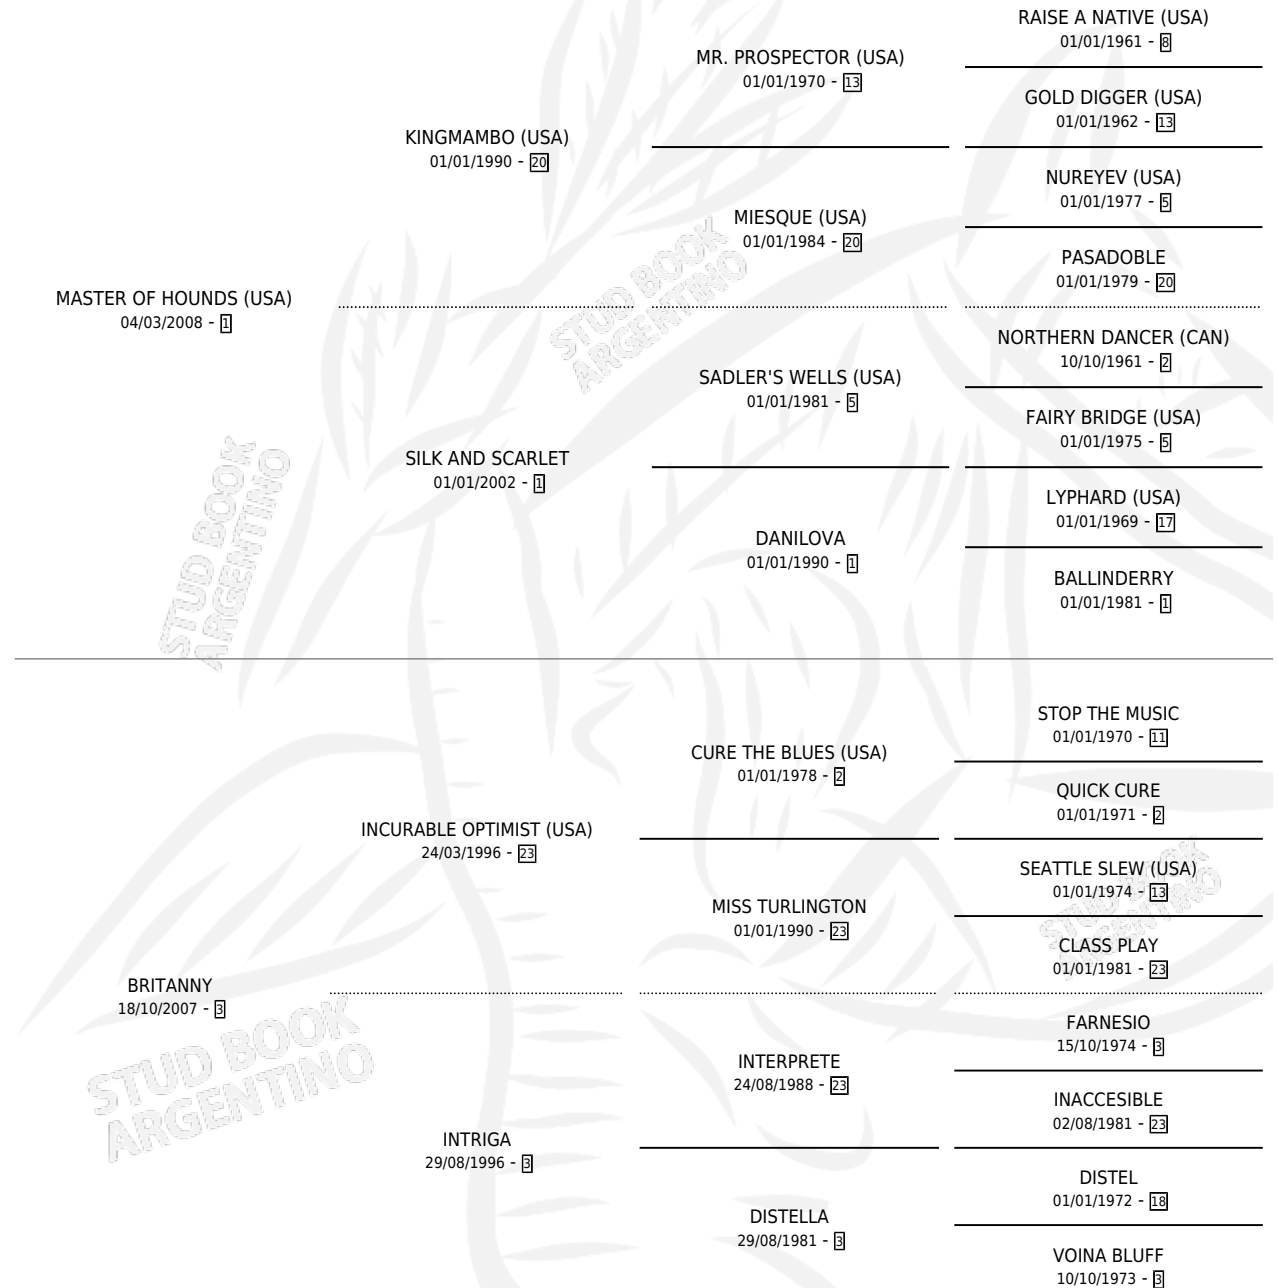 RAISE A NATIVE (USA)
01/01/1961 - 8
MR. PROSPECTOR (USA)
01/01/1970 - 13
GOLD DIGGER (USA)
01/01/1962 - 13
KINGMAMBO (USA)
01/01/1990 - 20
NUREYEV (USA)
01/01/1977 - 5
MIESQUE (USA)
01/01/1984 - 20
PASADOBLE
01/01/1979 - 20
MASTER OF HOUNDS (USA)
04/03/2008 - 1
STUD BOOK
ARGENTINO
NORTHERN DANCER (CAN)
10/10/1961 - 2
SADLER'S WELLS (USA)
01/01/1981 - 5
FAIRY BRIDGE (USA)
01/01/1975 - 5
SILK AND SCARLET
01/01/2002 - 1
LYPHARD (USA)
01/01/1969 - 17
DANILOVA
01/01/1990 - 1
BALLINDERRY
01/01/1981 - 1
STUD BOOK
ARGENTINO
STOP THE MUSIC
01/01/1970 - 11
CURE THE BLUES (USA)
01/01/1978 - 2
QUICK CURE
01/01/1971 - 2
INCURABLE OPTIMIST (USA)
24/03/1996 - 23
SEATTLE SLEW (USA)
01/01/1974 - 13
MISS TURLINGTON
01/01/1990 - 23
STUD BOOK
ARGENTINO
CLASS PLAY
01/01/1981 - 23
BRITANNY
18/10/2007 - 3
FARNESIO
15/10/1974 - 3
INTERPRETE
24/08/1988 - 23
STUD BOOK
ARGENTINO
INACCESIBLE
02/08/1981 - 23
INTRIGA
29/08/1996 - 3
DISTEL
01/01/1972 - 18
DISTELLA
29/08/1981 - 3
VOINA BLUFF
10/10/1973 - 3